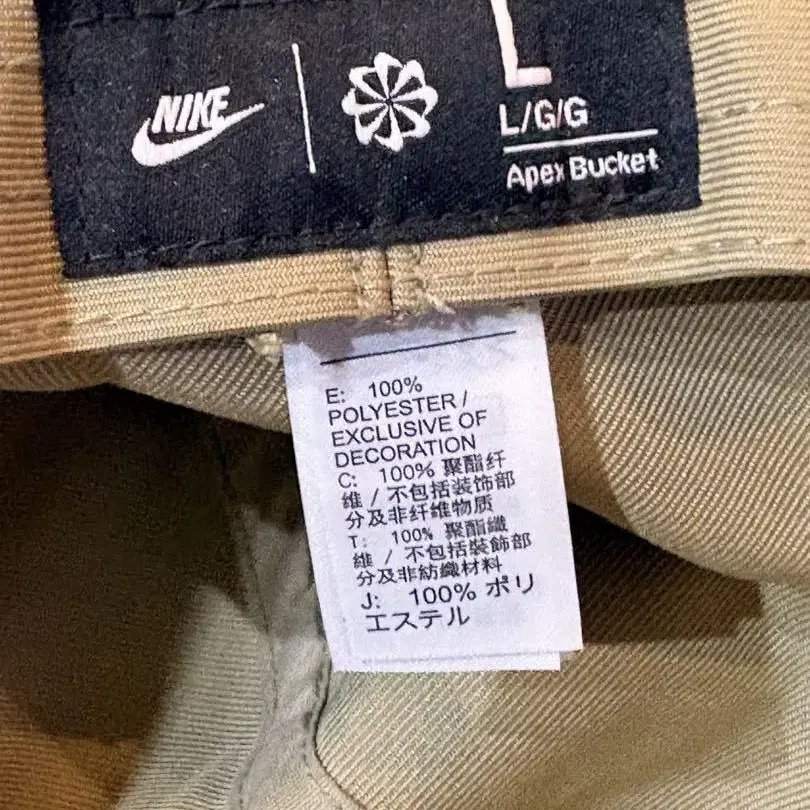 NIKE
L
L/G/G
Apex Bucket
E: 100%
POLYESTER /
EXCLUSIVE OF
DECORATION
C: 100% 聚酯纤
维 / 不包括装饰部
分及非纤维物质
T: 100% 聚酯纖
維 / 不包括裝飾部
分及非紡織材料
J: 100% ポリ
エステル